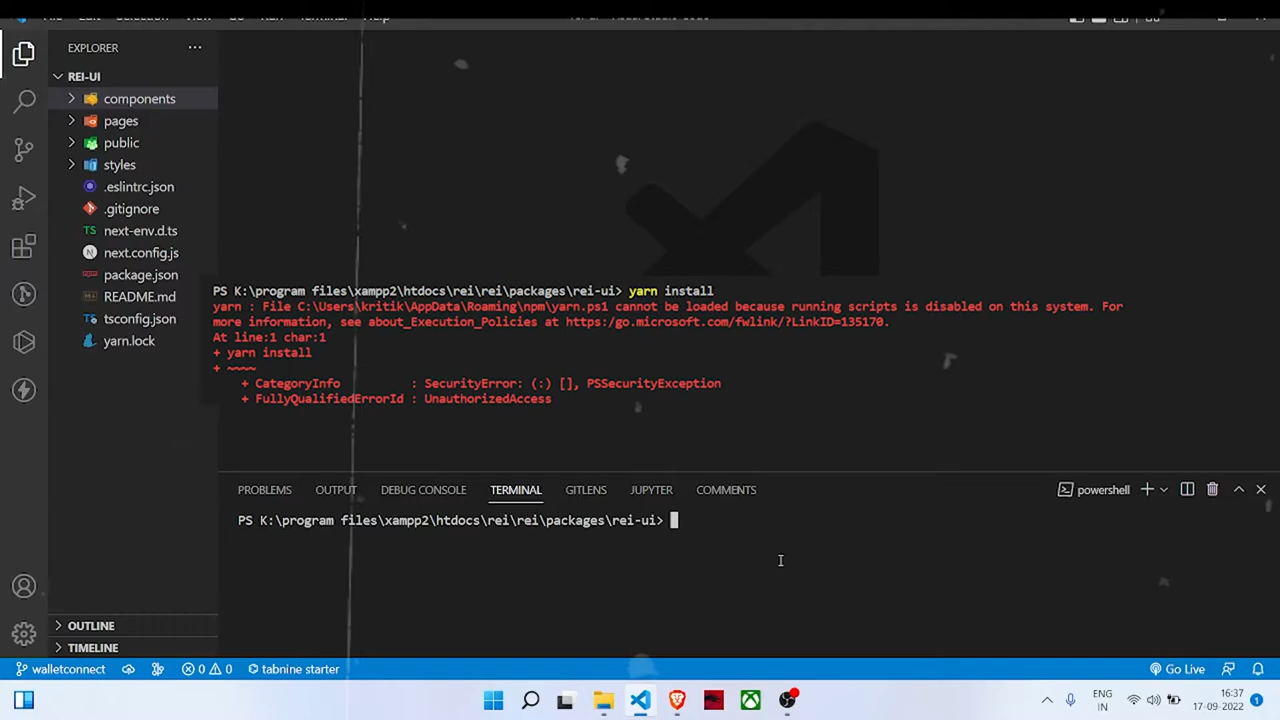 EXPLORER
REI-UI
components
pages
public
styles
.eslintrc.json
.gitignore
TS next-env.d.ts
N next.config.js
package.json
README.md
tsconfig.json
yarn.lock
OUTLINE
TIMELINE
PS K:\program files\xampp2\htdocs\rei\rei\packages\rei-ui> yarn install
yarn : File C:\Users\kritik\AppData\Roaming\npm\yarn.ps1 cannot be loaded because running scripts is disabled on this system. For
more information, see about_Execution_Policies at https:/go.microsoft.com/fwlink/?LinkID=135170.
At line:1 char:1
+ yarn install
+ ~~~~
+ CategoryInfo : SecurityError: (:) [], PSSecurityException
+ FullyQualifiedErrorId : UnauthorizedAccess
PROBLEMS OUTPUT DEBUG CONSOLE TERMINAL GITLENS JUPYTER COMMENTS powershell
PS K:\program files\xampp2\htdocs\rei\rei\packages\rei-ui>
walletconnect 0 0 tabnine starter Go Live
ENG
IN
16:37
17-09-2022
1